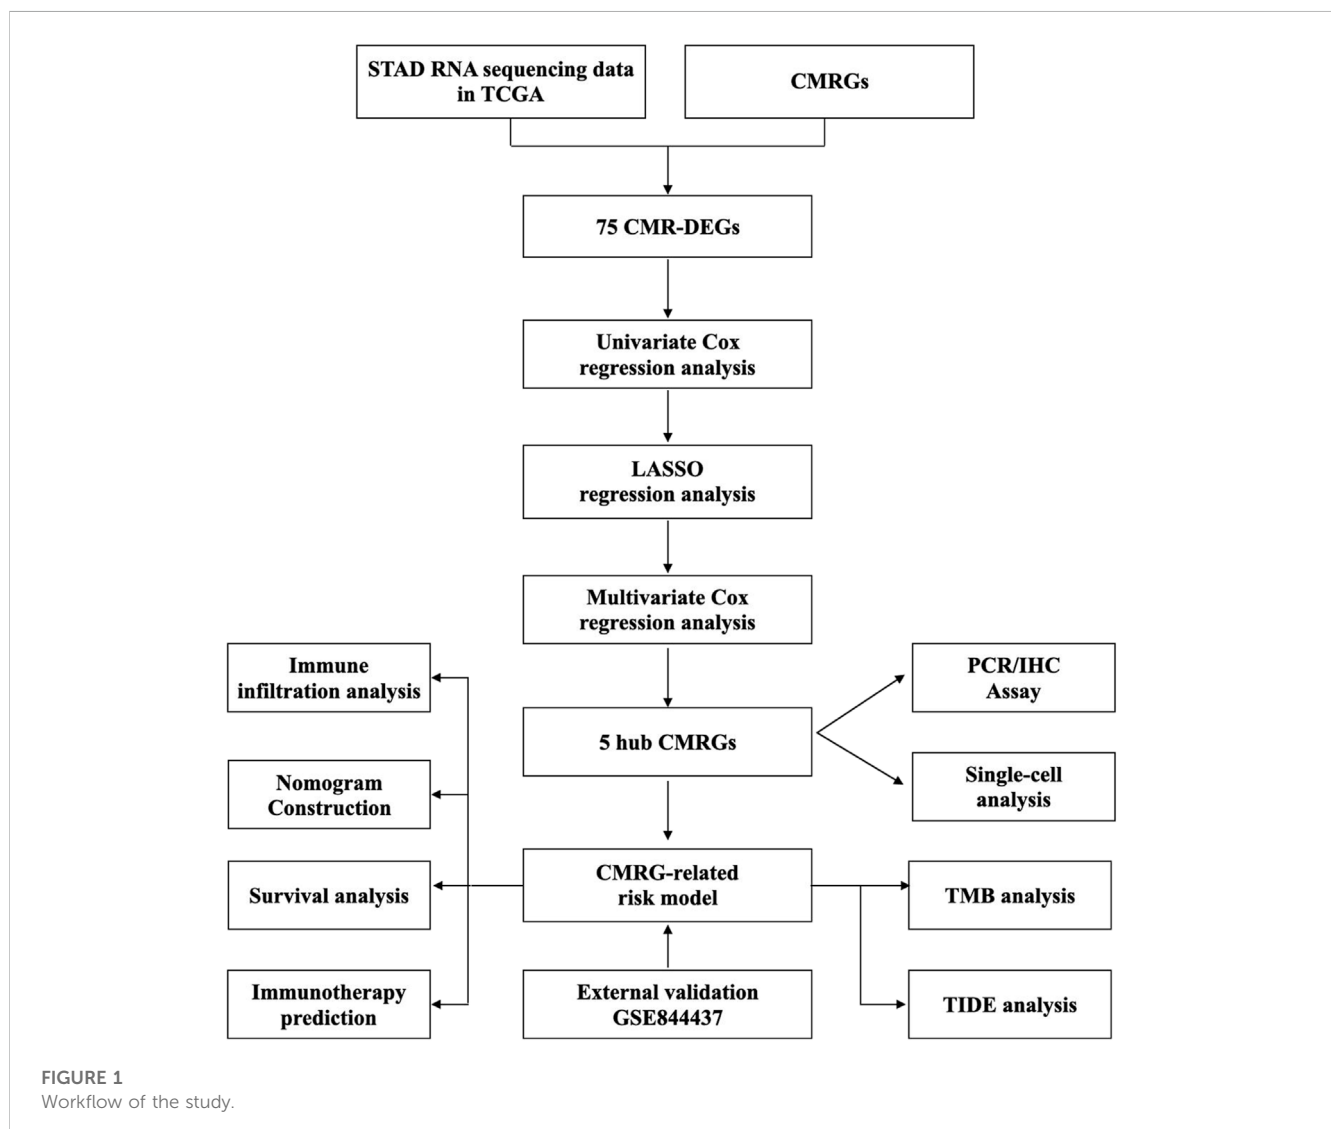 STAD RNA sequencing data
in TCGA
CMRGs
75 CMR-DEGs
Univariate Cox
regression analysis
LASSO
regression analysis
Multivariate Cox
regression analysis
Immune
infiltration analysis
PCR/IHC
Assay
5 hub CMRGs
Nomogram
Construction
Single-cell
analysis
CMRG-related
risk model
Survival analysis
TMB analysis
Immunotherapy
prediction
External validation
GSE844437
TIDE analysis
FIGURE 1
Workflow of the study.